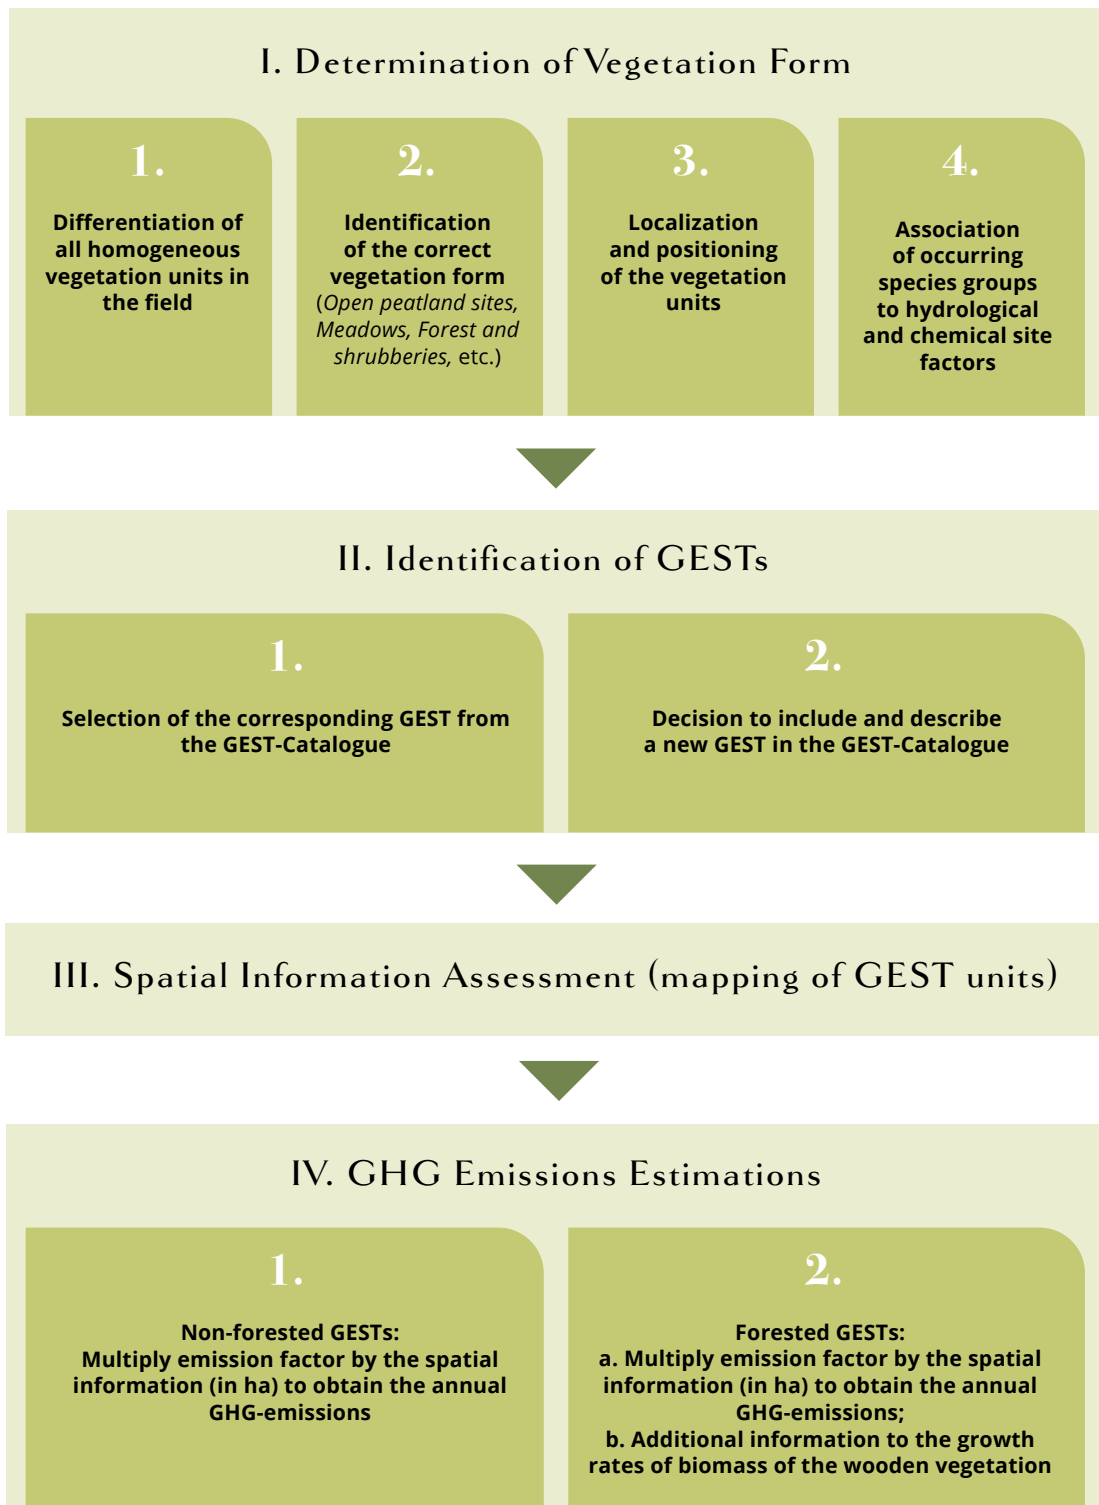 I. Determination of Vegetation Form
1.
Differentiation of
all homogeneous
vegetation units in
the field
2.
Identification
of the correct
vegetation form
(Open peatland sites,
Meadows, Forest and
shrubberies, etc.)
3.
Localization
and positioning
of the vegetation
units
4.
Association
of occurring
species groups
to hydrological
and chemical site
factors
II. Identification of GESTs
1.
Selection of the corresponding GEST from
the GEST-Catalogue
2.
Decision to include and describe
a new GEST in the GEST-Catalogue
III. Spatial Information Assessment (mapping of GEST units)
IV. GHG Emissions Estimations
1.
Non-forested GESTs:
Multiply emission factor by the spatial
information (in ha) to obtain the annual
GHG-emissions
2.
Forested GESTs:
a. Multiply emission factor by the spatial
information (in ha) to obtain the annual
GHG-emissions;
b. Additional information to the growth
rates of biomass of the wooden vegetation